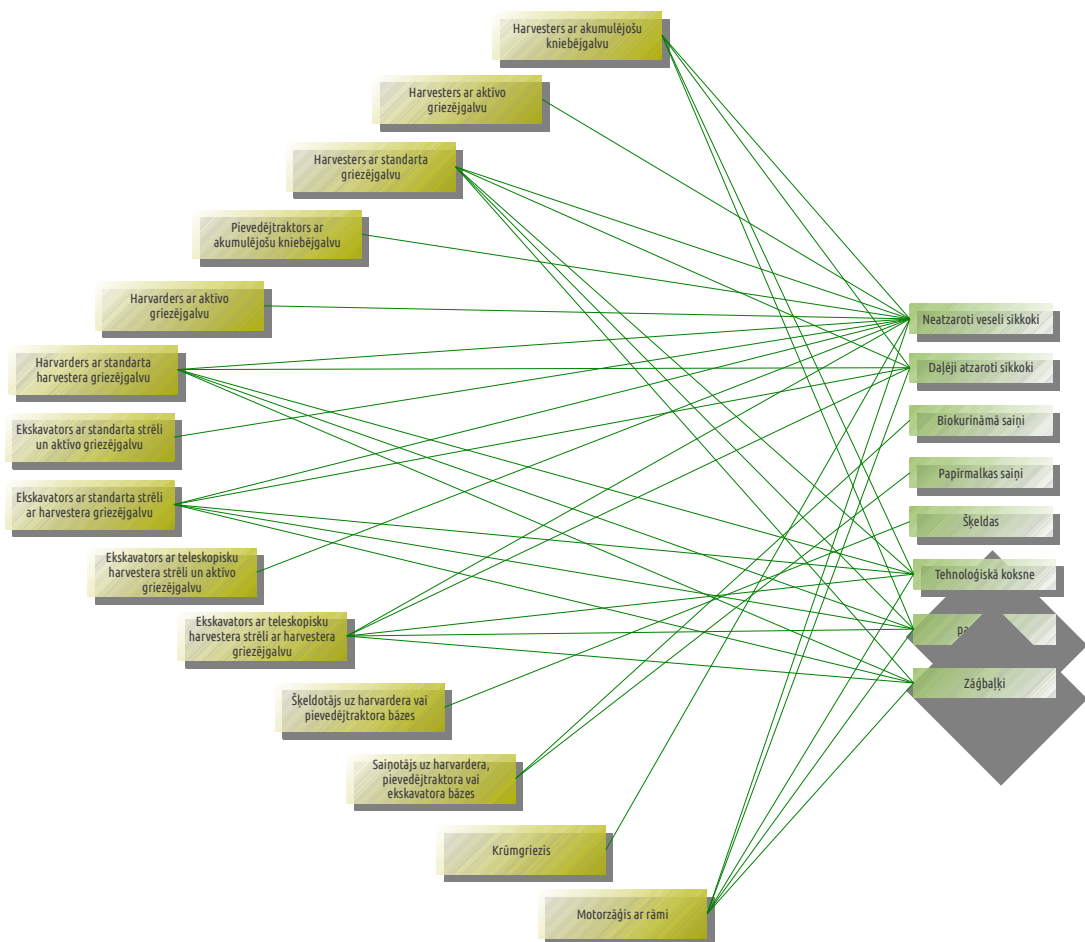 Harvesters ar akumulējošu
kniebējgalvu
Harvesters ar aktīvo
griezējgalvu
Harvesters ar standarta
griezējgalvu
Pievedējtraktors ar
akumulējošu kniebējgalvu
Harvarders ar aktīvo
griezējgalvu
Harvarders ar standarta
harvestera griezējgalvu
Ekskavators ar standarta strēli
un aktīvo griezējgalvu
Ekskavators ar standarta strēli
ar harvestera griezējgalvu
Ekskavators ar teleskopisku
harvestera strēli un aktīvo
griezējgalvu
Ekskavators ar teleskopisku
harvestera strēli ar harvestera
griezējgalvu
Šķeldotājs uz harvardera vai
pievedējtraktora bāzes
Saiņotājs uz harvardera,
pievedējtraktora vai
ekskavatora bāzes
Krūmgriezis
Motorzāģis ar rāmi
Neatzaroti veseli sīkkoki
Daļēji atzaroti sīkkoki
Biokurināmā saiņi
Papīrmalkas saiņi
Šķeldas
Tehnoloģiskā koksne
Zāģbaļķi